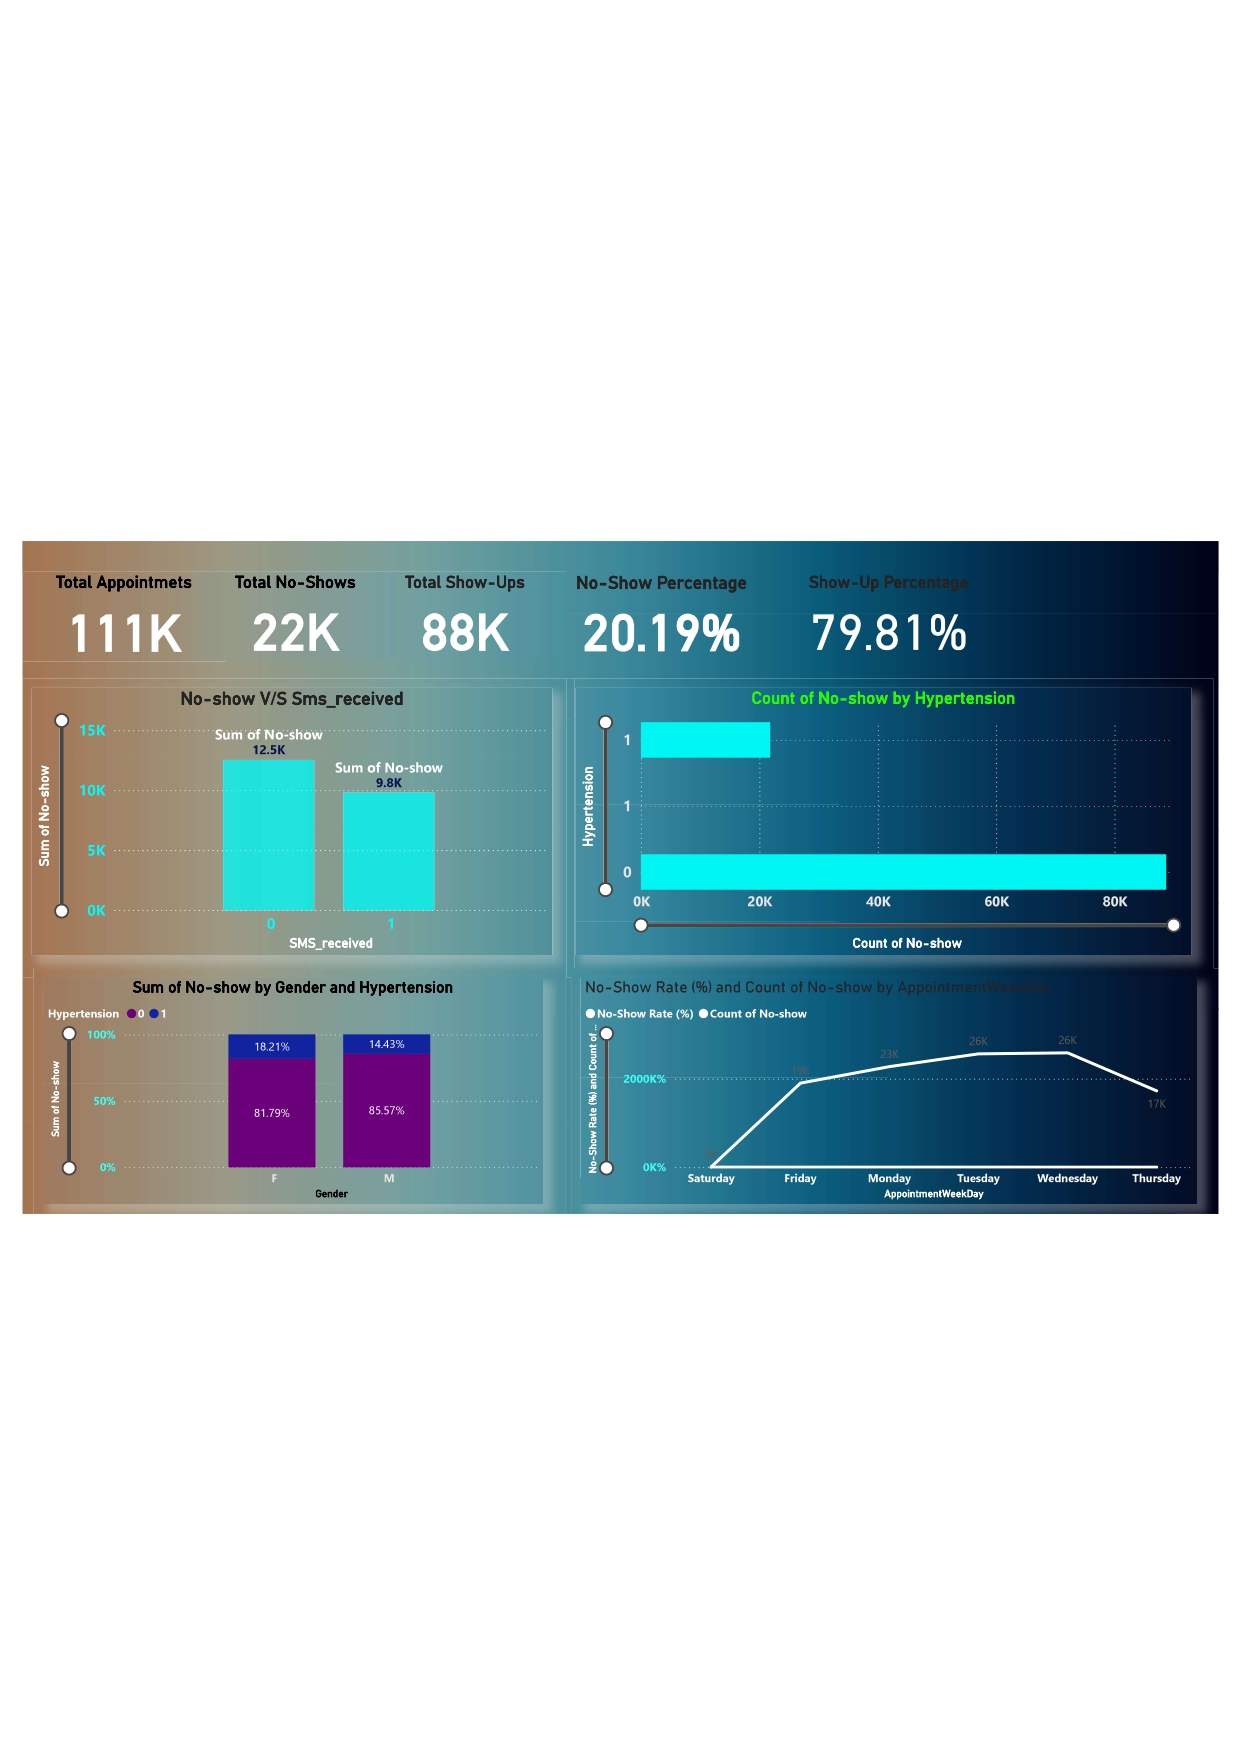 Total Appointmets
Total No-Shows
Total Show-Ups
No-Show Percentage
Show-Up Percentage
111K
22K
88K
20.19%
79.81%
No-show V/S Sms_received
Sum of No-show
15K
10K
5K
0K
Sum of No-show
12.5K
Sum of No-show
9.8K
0
1
SMS_received
Count of No-show by Hypertension
Hypertension
1
1
0
0K
20K
40K
60K
80K
Count of No-show
Sum of No-show by Gender and Hypertension
Hypertension 0 1
Sum of No-show
100%
50%
0%
18.21%
81.79%
14.43%
85.57%
F
M
Gender
No-Show Rate (%) and Count of No-show by AppointmentWeekDay
No-Show Rate (%) Count of No-show
No-Show Rate (%) and Count of ...
2000K%
0K%
19K
23K
26K
26K
17K
Saturday
Friday
Monday
Tuesday
Wednesday
Thursday
AppointmentWeekDay